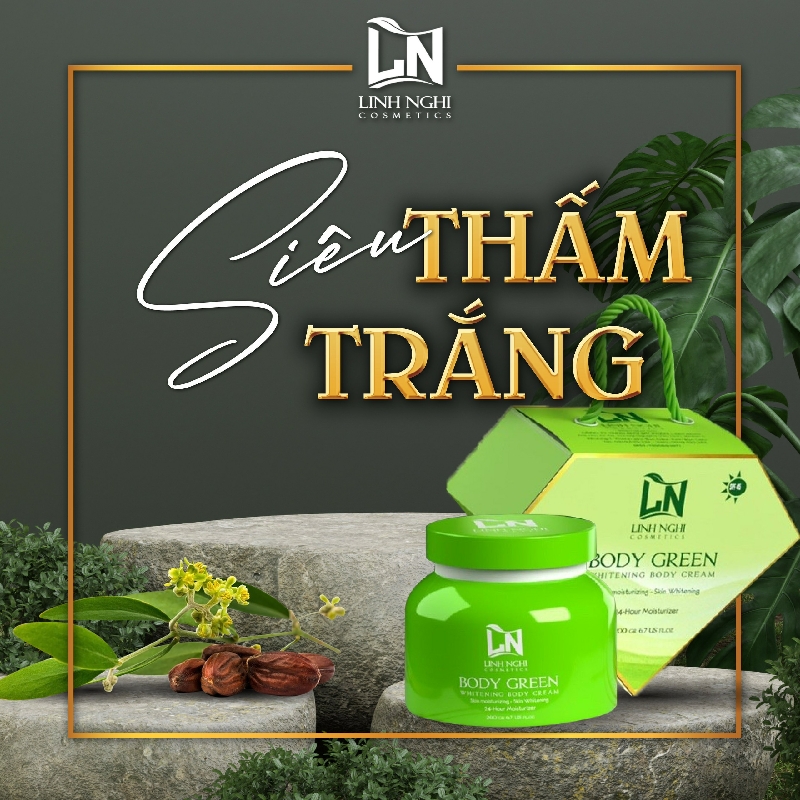 LN
LINH NGHI
COSMETICS
Siêu THẤM
TRẮNG
LN
LN
LINH NGHI
COSMETICS
BODY GREEN
WHITENING BODY CREAM
moisturizing - Skin Whitening
24-Hour Moisturizer
LN
LN
LINH NGHI
COSMETICS
BODY GREEN
WHITENING BODY CREAM
Skin moisturizing - Skin Whitening
24-Hour Moisturizer